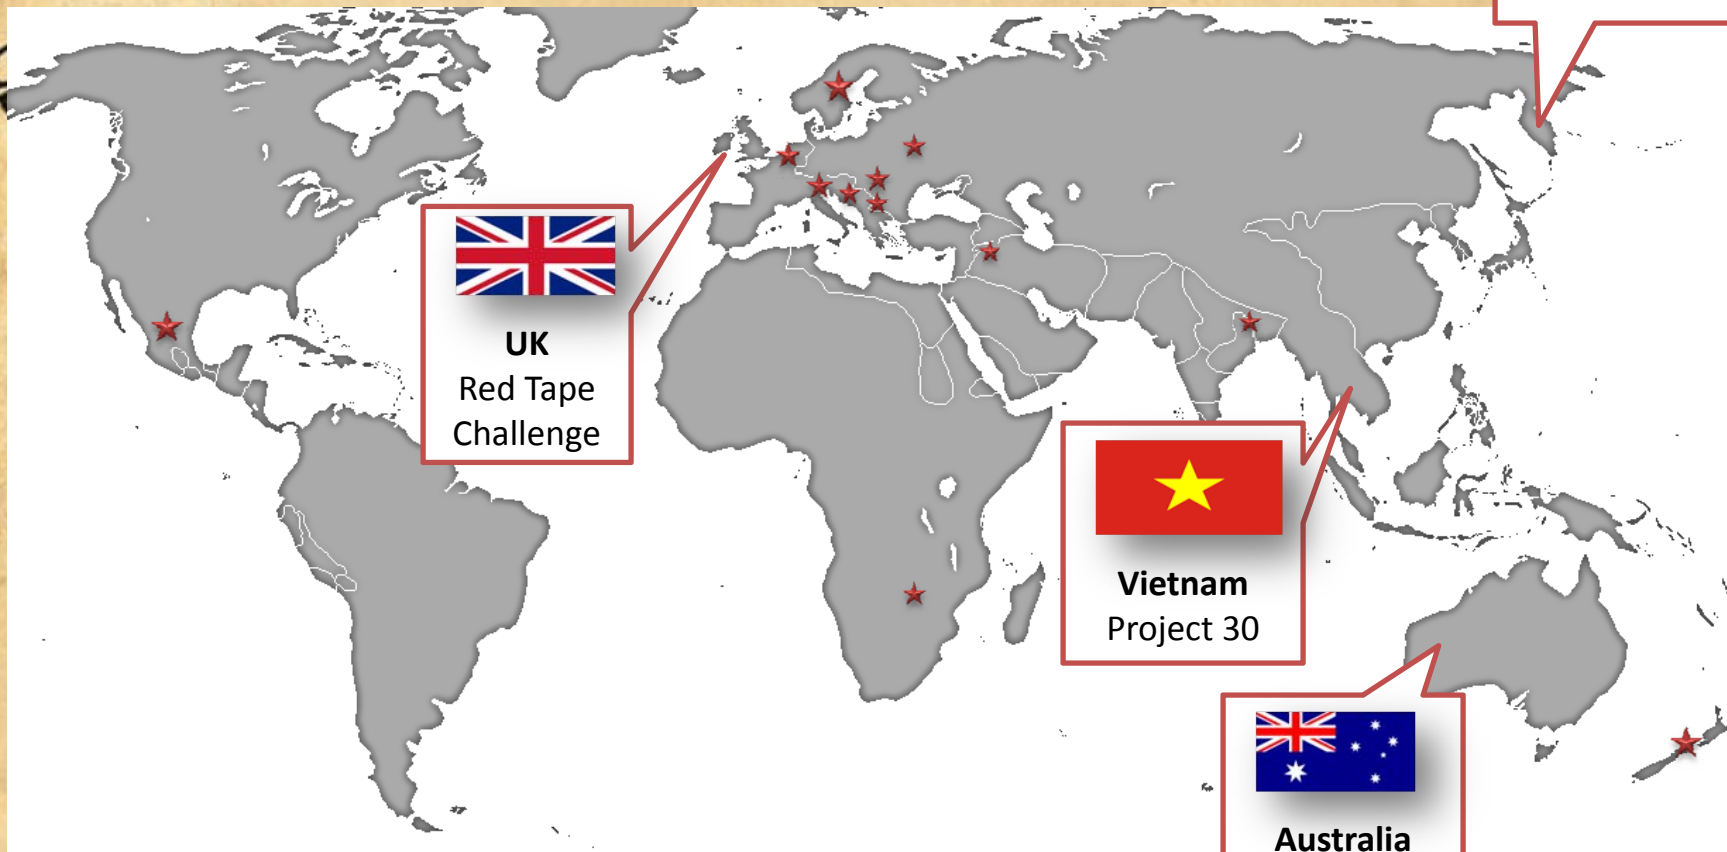 UK
Red Tape
Challenge
Vietnam
Project 30
Australia